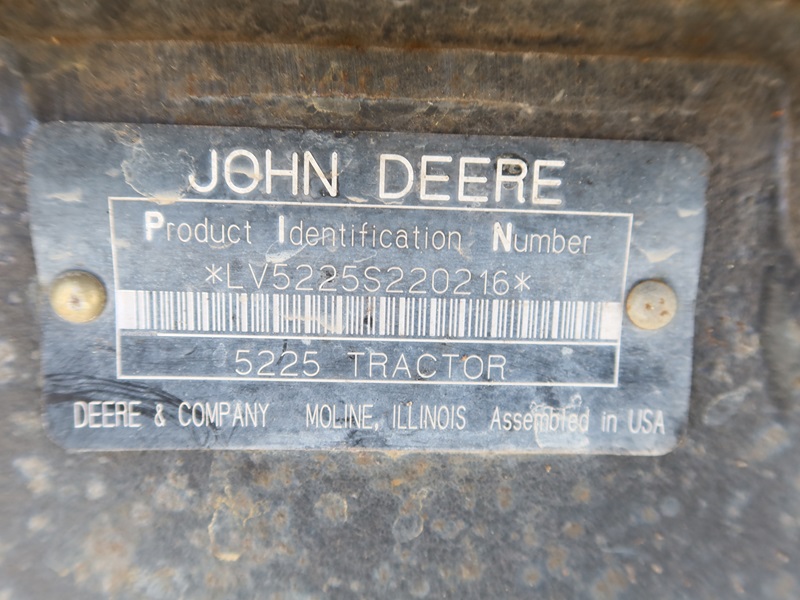 JOHN DEERE
Product Identification Number
*LV5225S220216*
5225 TRACTOR
DEERE & COMPANY MOLINE, ILLINOIS Assembled in USA